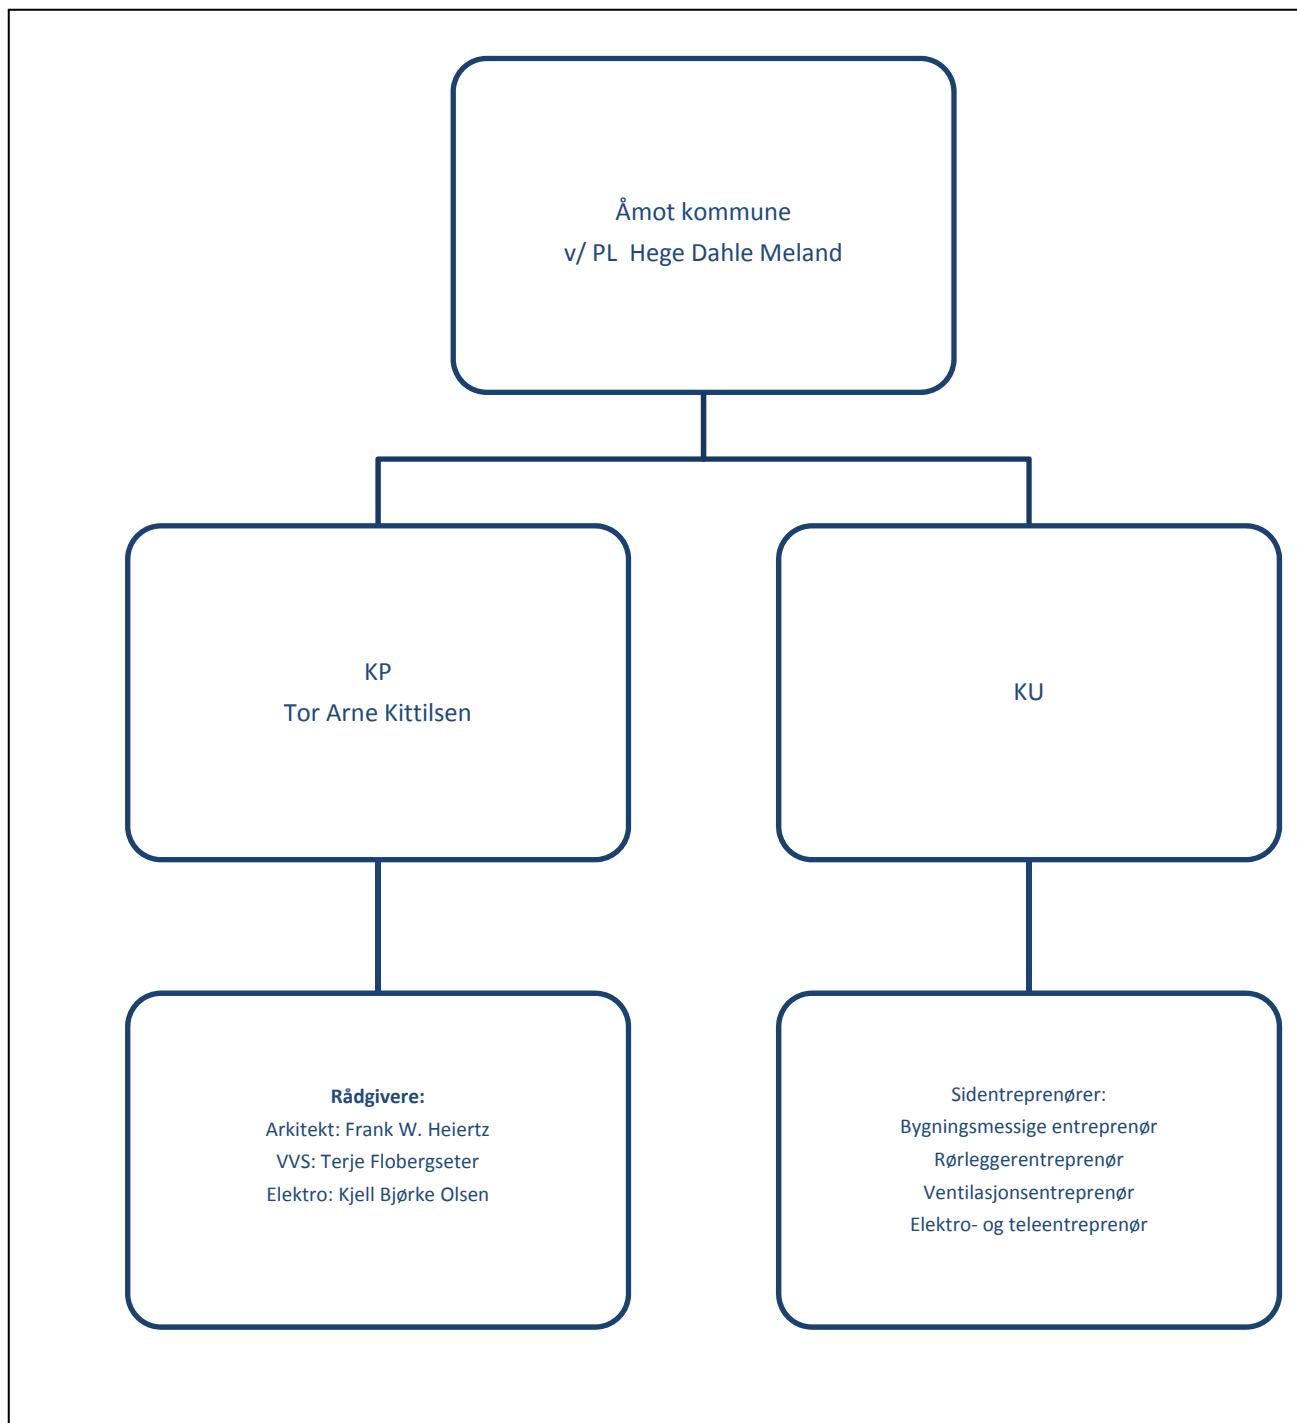 Åmot kommune
v/ PL  Hege Dahle Meland
KP
Tor Arne Kittilsen
KU
Rådgivere:
Arkitekt: Frank W. Heiertz
VVS: Terje Flobergseter
Elektro: Kjell Bjørke Olsen
Sidentreprenører:
Bygningsmessige entreprenør
Rørleggerentreprenør
Ventilasjonsentreprenør
Elektro- og teleentreprenør